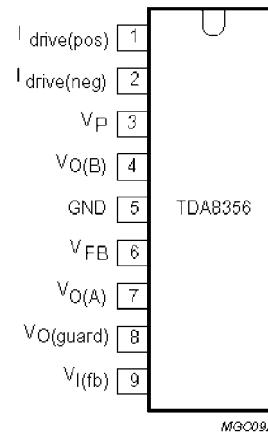 I drive(pos) 1
I drive(neg) 2
VP 3
VO(B) 4
GND 5 TDA8356
VFB 6
VO(A) 7
VO(guard) 8
VI(fb) 9